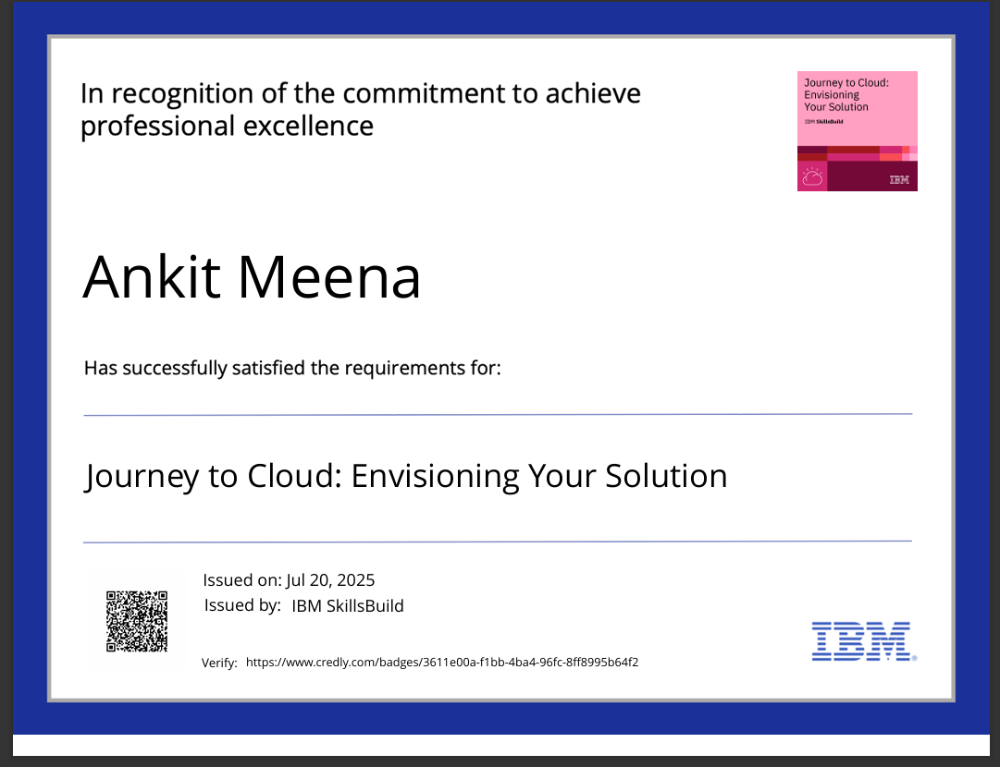 In recognition of the commitment to achieve
professional excellence
Journey to Cloud:
Envisioning
Your Solution
IBM SkillsBuild
IBM
Ankit Meena
Has successfully satisfied the requirements for:
Journey to Cloud: Envisioning Your Solution
Issued on: Jul 20, 2025
Issued by: IBM SkillsBuild
Verify: https://www.credly.com/badges/3611e00a-f1bb-4ba4-96fc-8ff8995b64f2
IBM®